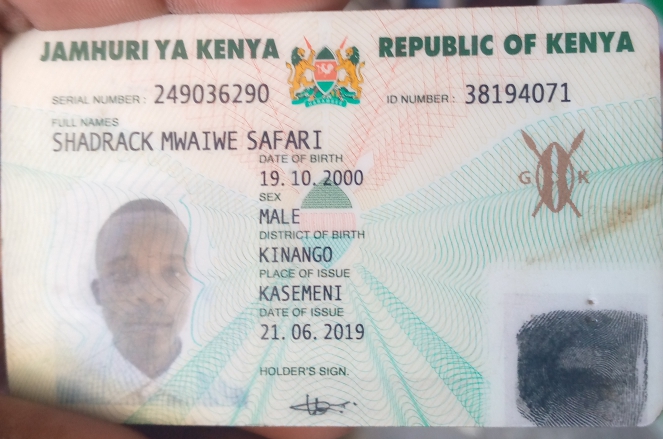 JAMHURI YA KENYA REPUBLIC OF KENYA
SERIAL NUMBER: 249036290 ID NUMBER: 38194071
FULL NAMES
SHADRACK MWAIWE SAFARI
DATE OF BIRTH
19.10.2000
SEX
MALE
G K
DISTRICT OF BIRTH
KINANGO
PLACE OF ISSUE
KASEMENI
DATE OF ISSUE
21.06.2019
HOLDER'S SIGN.